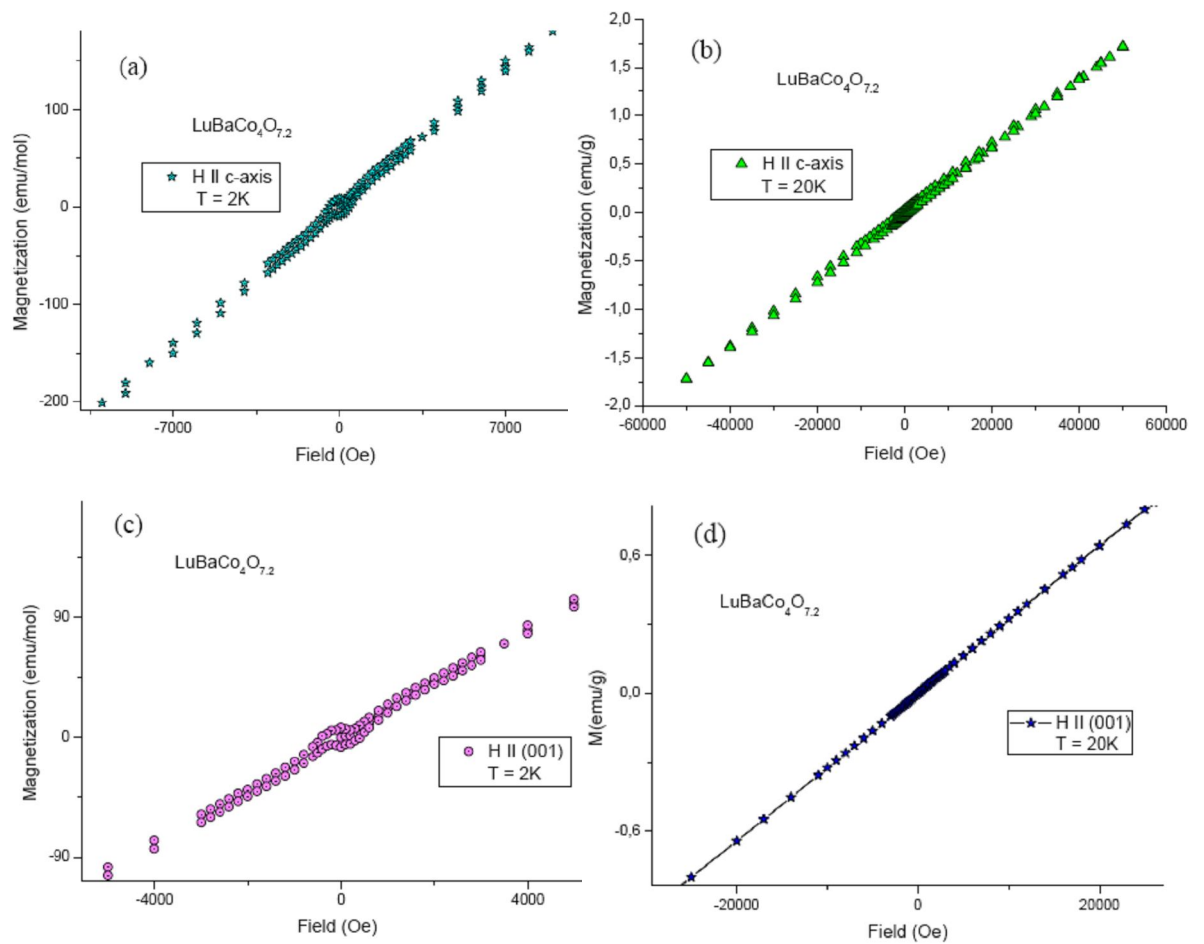 (a)
LuBaCo4O7.2
H II c-axis
T = 2K
Magnetization (emu/mol)
100
0
-100
-200
-7000
0
7000
Field (Oe)
(b)
LuBaCo4O7.2
H II c-axis
T = 20K
Magnetization (emu/g)
2,0
1,5
1,0
0,5
0,0
-0,5
-1,0
-1,5
-2,0
-60000
-40000
-20000
0
20000
40000
60000
Field (Oe)
(c)
LuBaCo4O7.2
H II (001)
T = 2K
Magnetization (emu/mol)
90
0
-90
-4000
0
4000
Field (Oe)
(d)
LuBaCo4O7.2
H II (001)
T = 20K
M(emu/g)
0,6
0,0
-0,6
-20000
0
20000
Field (Oe)